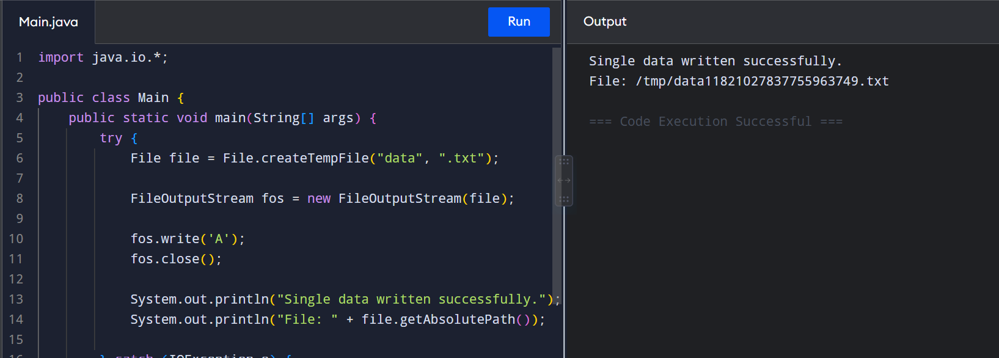 Main.java
Run
1 import java.io.*;
2
3 public class Main {
4 public static void main(String[] args) {
5 try {
6 File file = File.createTempFile("data", ".txt");
7
8 FileOutputStream fos = new FileOutputStream(file);
9
10 fos.write('A');
11 fos.close();
12
13 System.out.println("Single data written successfully.");
14 System.out.println("File: " + file.getAbsolutePath());
15
16 } catch (IOException e) {
Output
Single data written successfully.
File: /tmp/data11821027837755963749.txt
=== Code Execution Successful ===